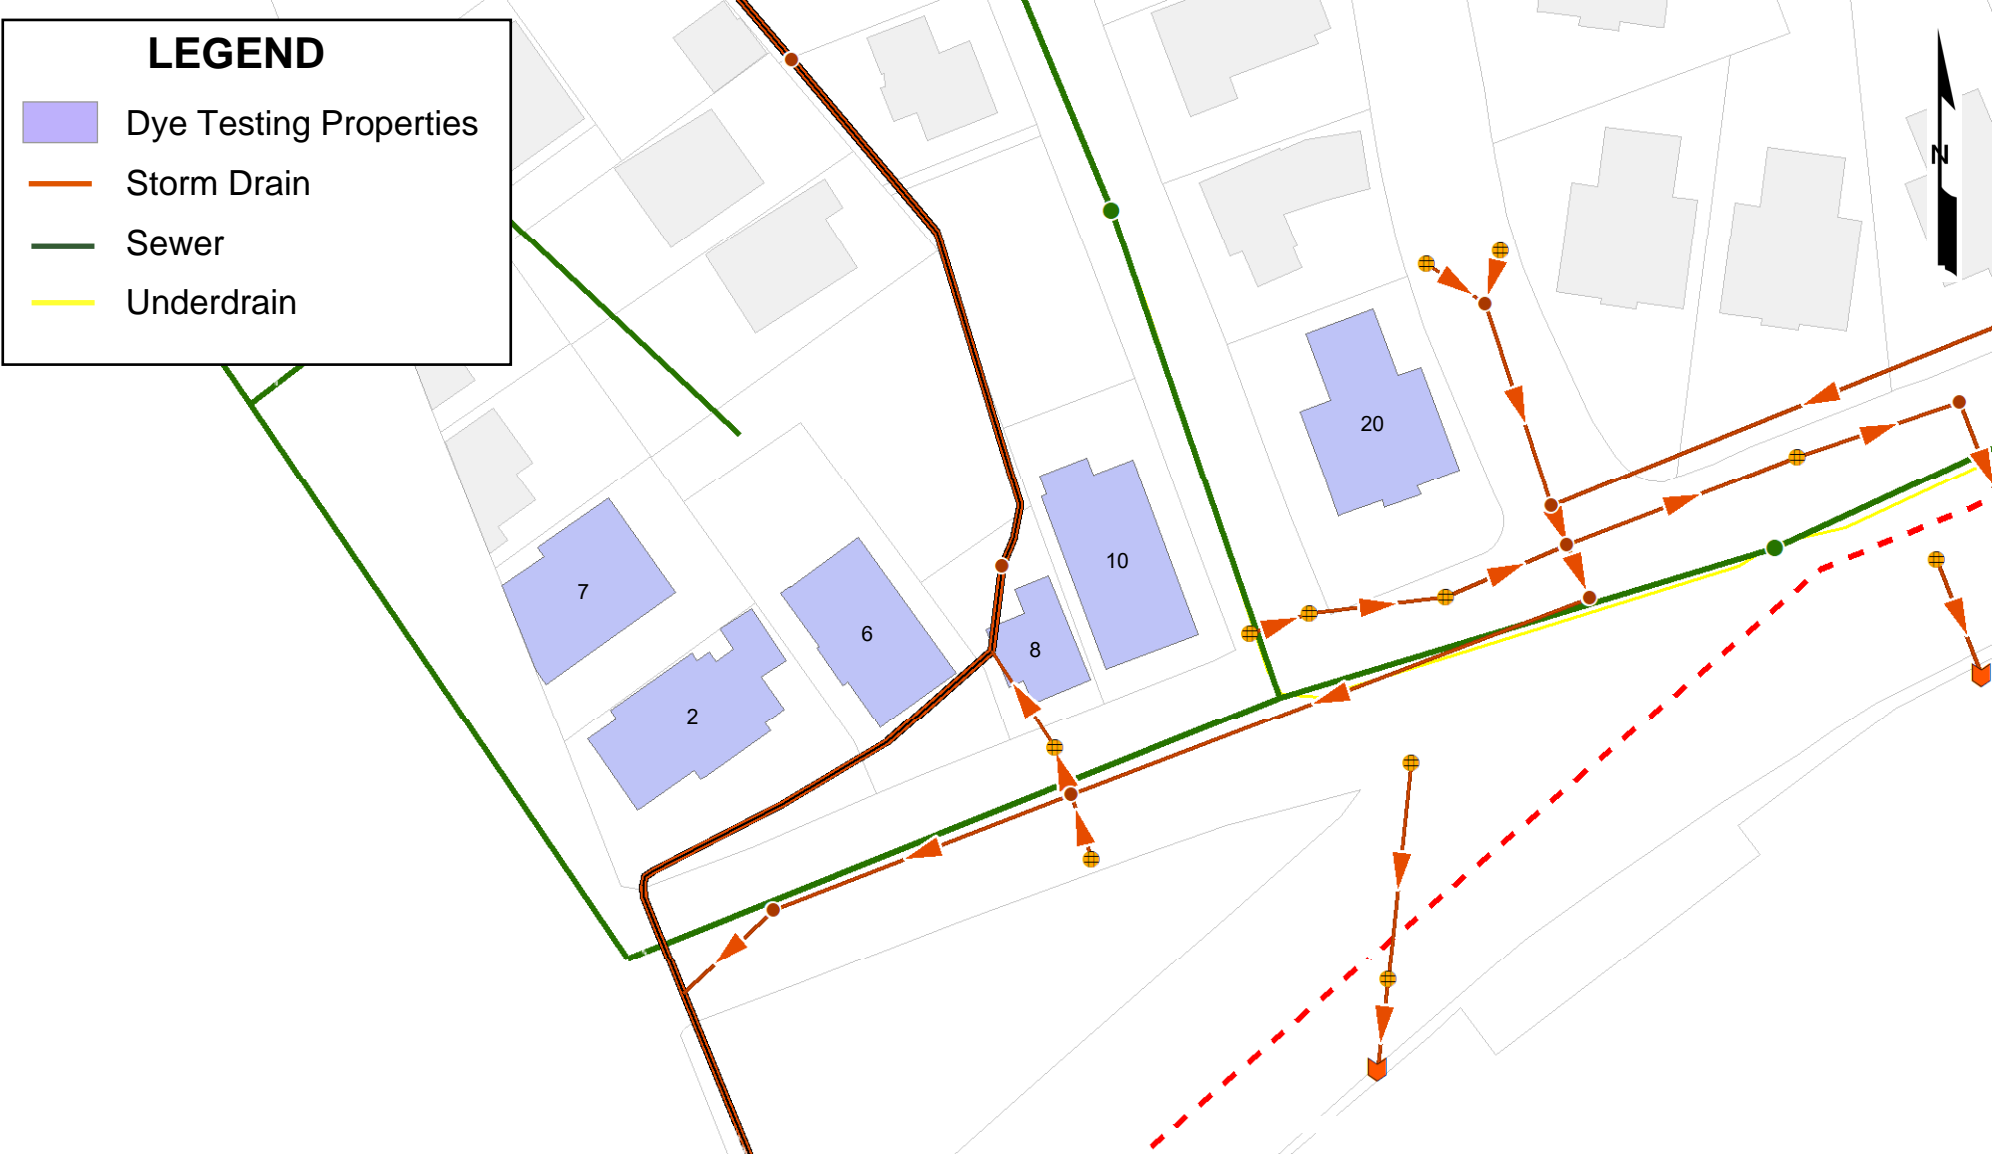 LEGEND
Dye Testing Properties
Storm Drain
Sewer
Underdrain
N
20
10
7
6
8
2